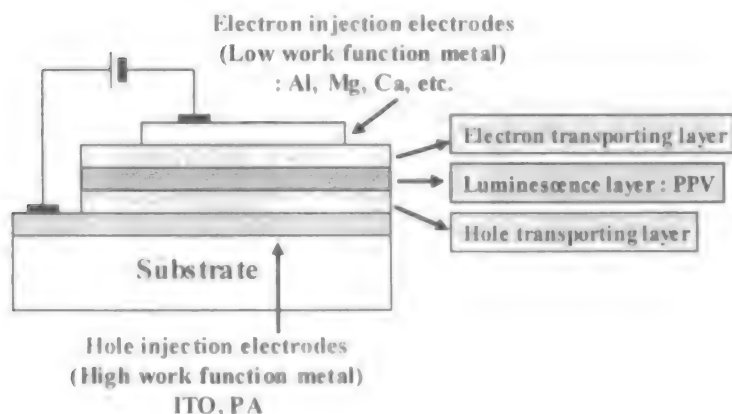 Electron injection electrodes
(Low work function metal)
: Al, Mg, Ca, etc.
Electron transporting layer
Luminescence layer : PPV
Hole transporting layer
Substrate
Hole injection electrodes
(High work function metal)
ITO, PA